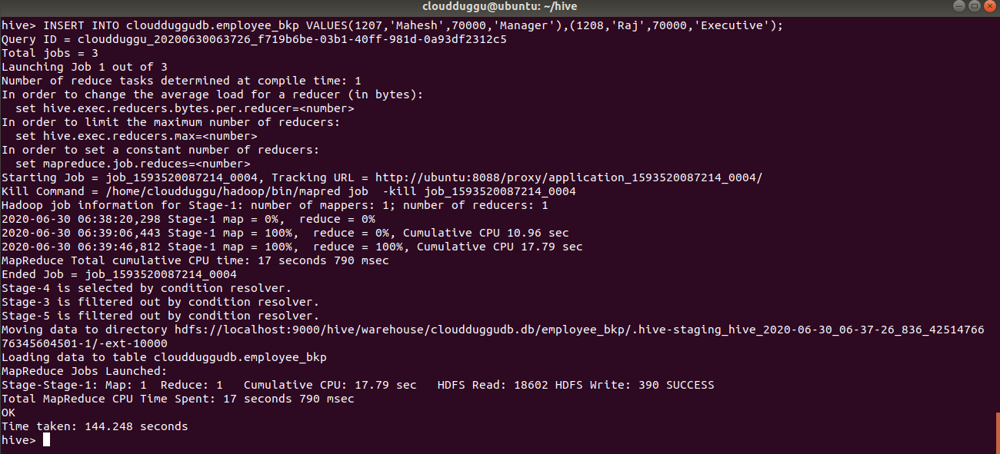 cloudduggu@ubuntu: ~/hive
hive> INSERT INTO cloudduggudb.employee_bkp VALUES(1207,'Mahesh',70000,'Manager'),(1208,'Raj',70000,'Executive');
Query ID = cloudduggu_20200630063726_f719b6be-03b1-40ff-981d-0a93df2312c5
Total jobs = 3
Launching Job 1 out of 3
Number of reduce tasks determined at compile time: 1
In order to change the average load for a reducer (in bytes):
  set hive.exec.reducers.bytes.per.reducer=<number>
In order to limit the maximum number of reducers:
  set hive.exec.reducers.max=<number>
In order to set a constant number of reducers:
  set mapreduce.job.reduces=<number>
Starting Job = job_1593520087214_0004, Tracking URL = http://ubuntu:8088/proxy/application_1593520087214_0004/
Kill Command = /home/cloudduggu/hadoop/bin/mapred job  -kill job_1593520087214_0004
Hadoop job information for Stage-1: number of mappers: 1; number of reducers: 1
2020-06-30 06:38:20,298 Stage-1 map = 0%,  reduce = 0%
2020-06-30 06:39:06,443 Stage-1 map = 100%,  reduce = 0%, Cumulative CPU 10.96 sec
2020-06-30 06:39:46,812 Stage-1 map = 100%,  reduce = 100%, Cumulative CPU 17.79 sec
MapReduce Total cumulative CPU time: 17 seconds 790 msec
Ended Job = job_1593520087214_0004
Stage-4 is selected by condition resolver.
Stage-3 is filtered out by condition resolver.
Stage-5 is filtered out by condition resolver.
Moving data to directory hdfs://localhost:9000/hive/warehouse/cloudduggudb.db/employee_bkp/.hive-staging_hive_2020-06-30_06-37-26_836_42514766
76345604501-1/-ext-10000
Loading data to table cloudduggudb.employee_bkp
MapReduce Jobs Launched:
Stage-Stage-1: Map: 1  Reduce: 1   Cumulative CPU: 17.79 sec   HDFS Read: 18602 HDFS Write: 390 SUCCESS
Total MapReduce CPU Time Spent: 17 seconds 790 msec
OK
Time taken: 144.248 seconds
hive>